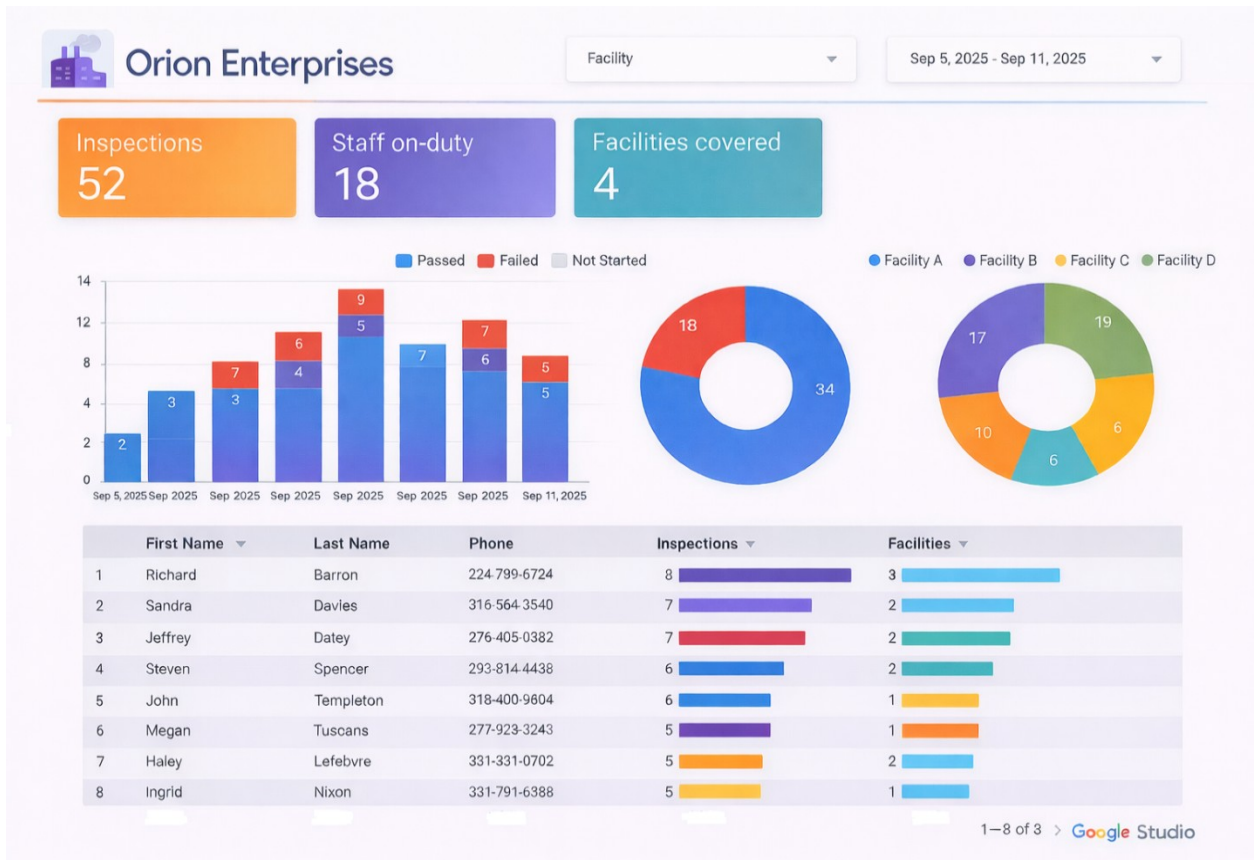 Orion Enterprises
Facility
Sep 5, 2025 - Sep 11, 2025
Inspections
52
Staff on-duty
18
Facilities covered
4
Passed Failed Not Started
14
12
8
4
2
0
2
3
7
3
6
4
9
5
7
7
6
5
5
Sep 5, 2025 Sep 2025 Sep 2025 Sep 2025 Sep 2025 Sep 2025 Sep 2025 Sep 11, 2025
18
34
Facility A Facility B Facility C Facility D
17
19
10
6
6
First Name Last Name Phone Inspections Facilities
1 Richard Barron 224-799-6724 8 3
2 Sandra Davies 316-564-3540 7 2
3 Jeffrey Datey 276-405-0382 7 2
4 Steven Spencer 293-814-4438 6 2
5 John Templeton 318-400-9604 6 1
6 Megan Tuscans 277-923-3243 5 1
7 Haley Lefebvre 331-331-0702 5 2
8 Ingrid Nixon 331-791-6388 5 1
1–8 of 3 > Google Studio